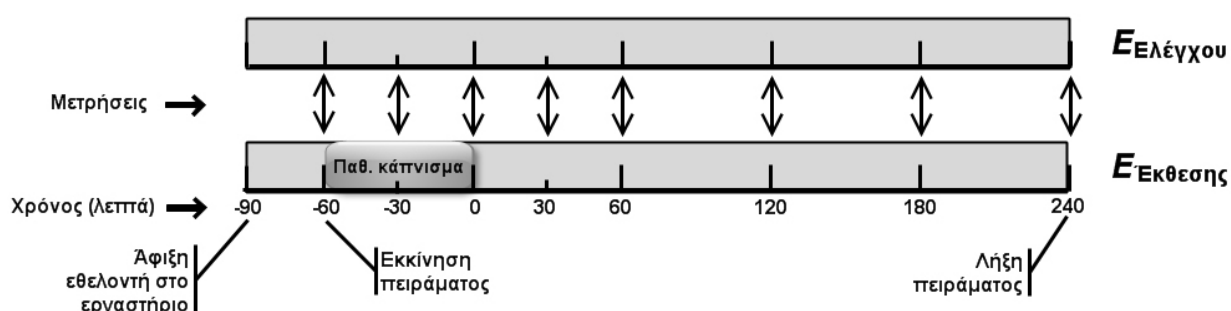 EΕλέγχου
Μετρήσεις
Παθ. κάπνισμα
EΈκθεσης
Χρόνος (λεπτά)
-90 -60 -30 0 30 60 120 180 240
Άφιξη
εθελοντή στο
εργαστήριο
Εκκίνηση
πειράματος
Λήξη
πειράματος